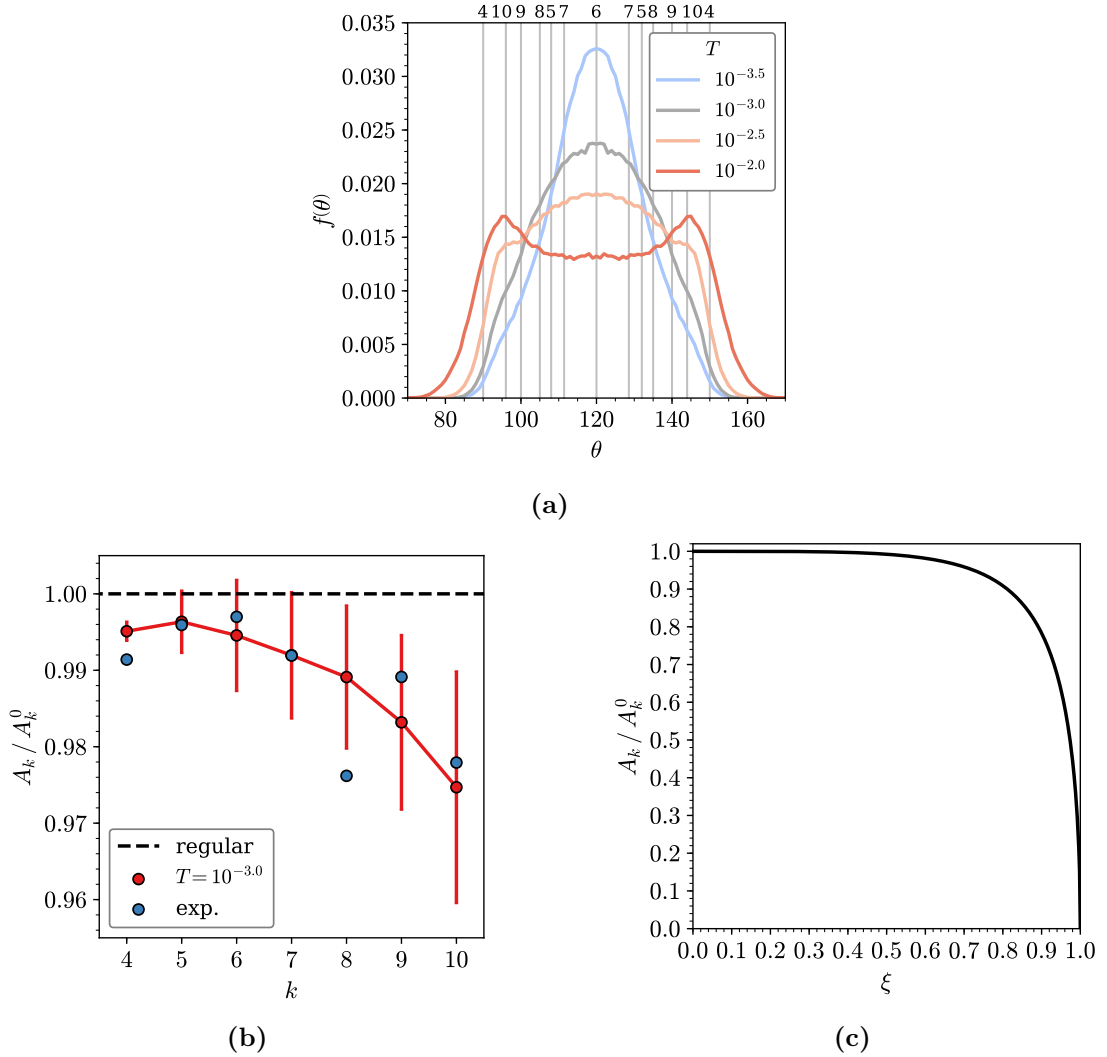 4 10 9 8 5 7 6 7 5 8 9 10 4
0.035
0.030
0.025
0.020
0.015
0.010
0.005
0.000
f(θ)
T
10^{-3.5}
10^{-3.0}
10^{-2.5}
10^{-2.0}
80 100 120 140 160
θ
(a)
1.00
0.99
0.98
0.97
0.96
A_k / A_k^0
regular
T = 10^{-3.0}
exp.
4 5 6 7 8 9 10
k
(b)
1.0
0.9
0.8
0.7
0.6
0.5
0.4
0.3
0.2
0.1
0.0
A_k / A_k^0
0.0 0.1 0.2 0.3 0.4 0.5 0.6 0.7 0.8 0.9 1.0
ξ
(c)